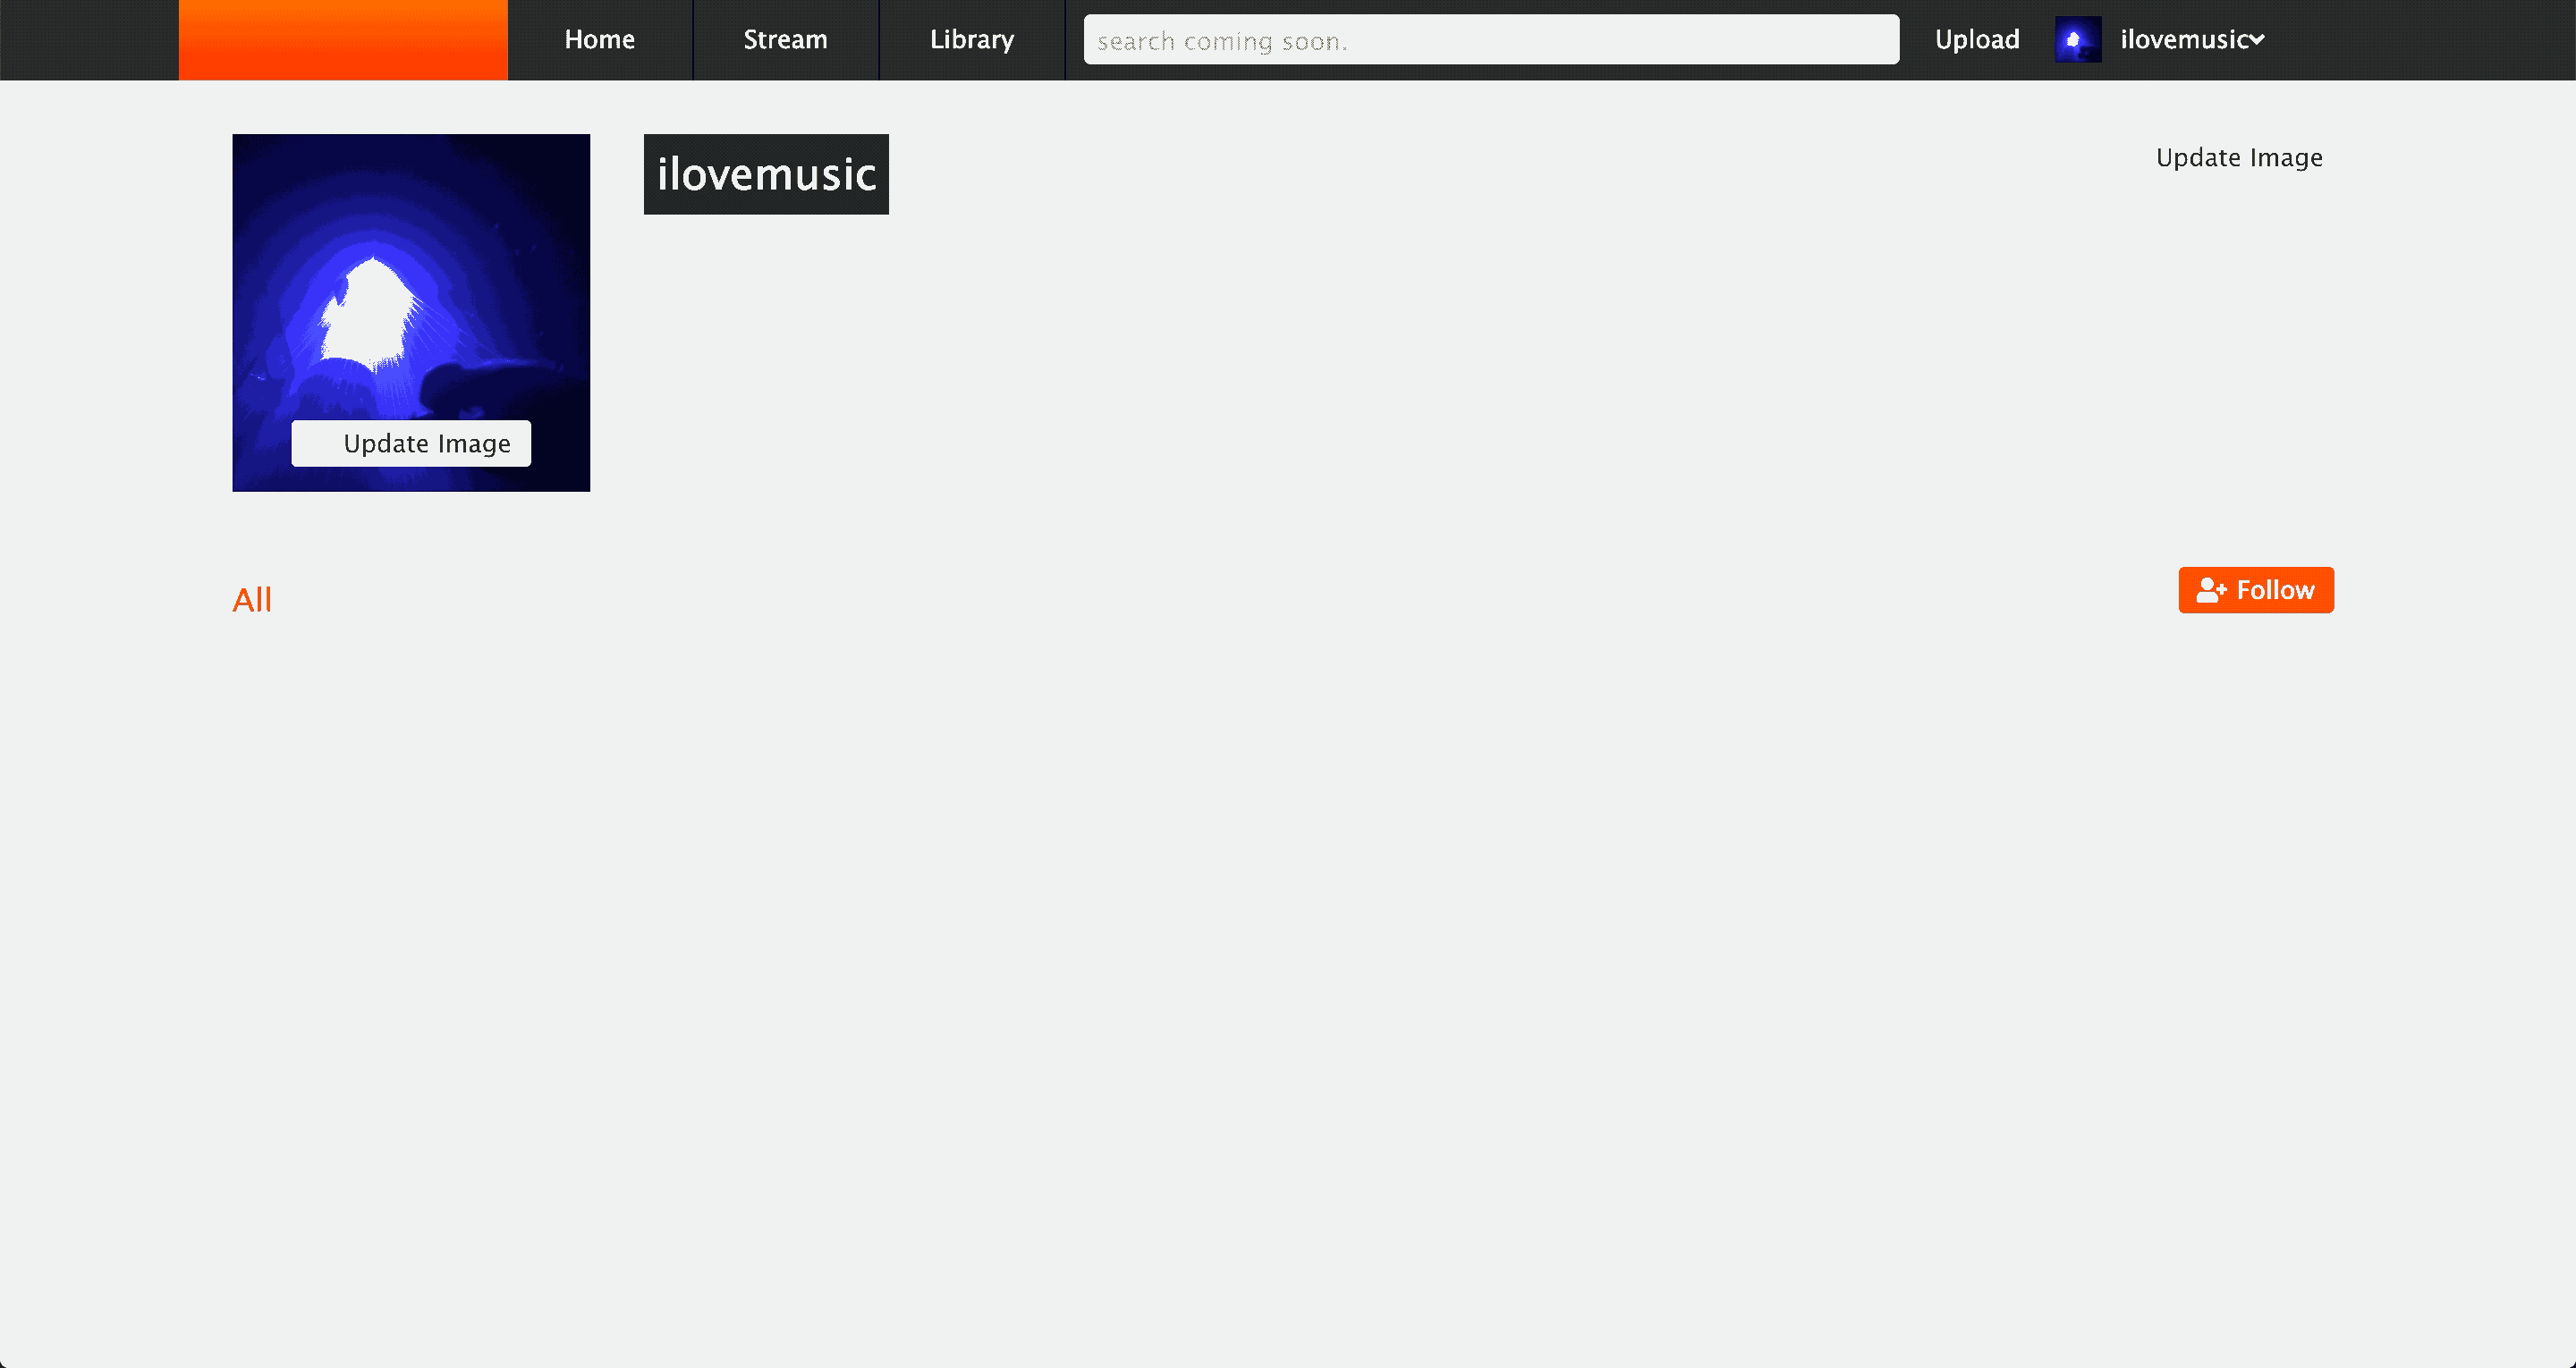 Home
Stream
Library
search coming soon.
Upload
ilovemusic
ilovemusic
Update Image
Update Image
All
Follow